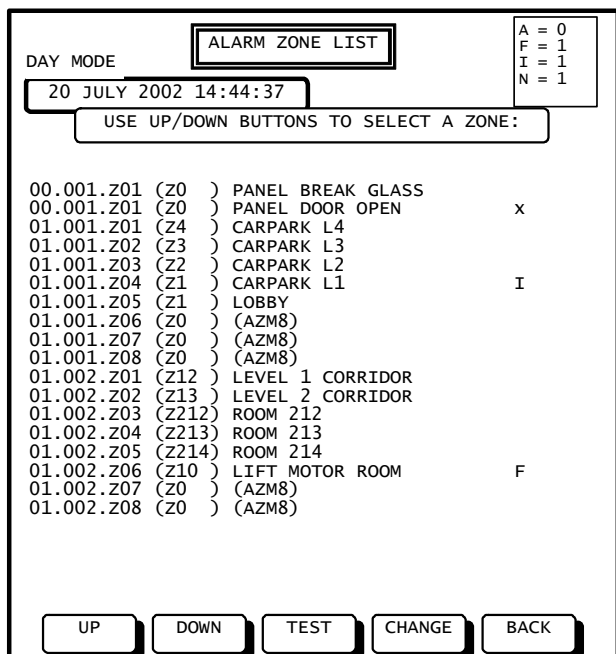 ALARM ZONE LIST
A = 0
F = 1
I = 1
N = 1
DAY MODE
20 JULY 2002 14:44:37
USE UP/DOWN BUTTONS TO SELECT A ZONE:
00.001.Z01 (Z0  ) PANEL BREAK GLASS
00.001.Z01 (Z0  ) PANEL DOOR OPEN x
01.001.Z01 (Z4  ) CARPARK L4
01.001.Z02 (Z3  ) CARPARK L3
01.001.Z03 (Z2  ) CARPARK L2
01.001.Z04 (Z1  ) CARPARK L1 I
01.001.Z05 (Z1  ) LOBBY
01.001.Z06 (Z0  ) (AZM8)
01.001.Z07 (Z0  ) (AZM8)
01.001.Z08 (Z0  ) (AZM8)
01.002.Z01 (Z12 ) LEVEL 1 CORRIDOR
01.002.Z02 (Z13 ) LEVEL 2 CORRIDOR
01.002.Z03 (Z212) ROOM 212
01.002.Z04 (Z213) ROOM 213
01.002.Z05 (Z214) ROOM 214
01.002.Z06 (Z10 ) LIFT MOTOR ROOM F
01.002.Z07 (Z0  ) (AZM8)
01.002.Z08 (Z0  ) (AZM8)
UP DOWN TEST CHANGE BACK